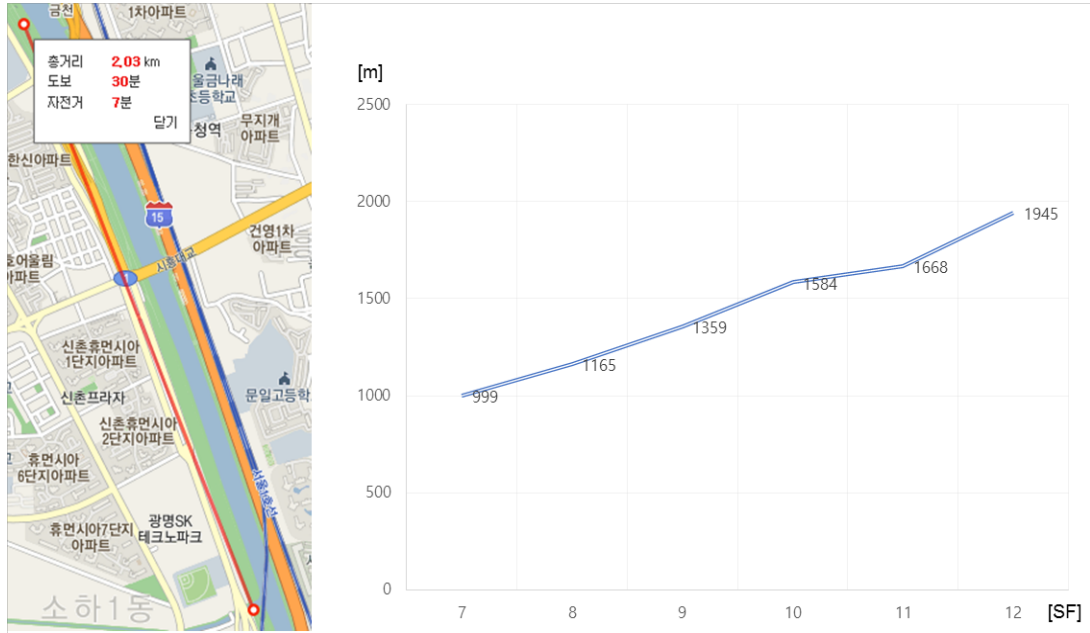 금천
1차아파트
총거리 2,03 km
도보 30분
자전거 7분
닫기
울금나래
초등학교
구청역
무지개
아파트
한신아파트
15
건영1차
아파트
시흥대교
호어울림
아파트
1
신촌휴먼시아
1단지아파트
신촌프라자
문일고등학교
신촌휴먼시아
2단지아파트
휴먼시아
6단지아파트
서울1호선
광명SK
테크노파크
휴먼시아7단지
아파트
소하1동
[m]
2500
2000
1500
1000
500
0
999
1165
1359
1584
1668
1945
7 8 9 10 11 12 [SF]